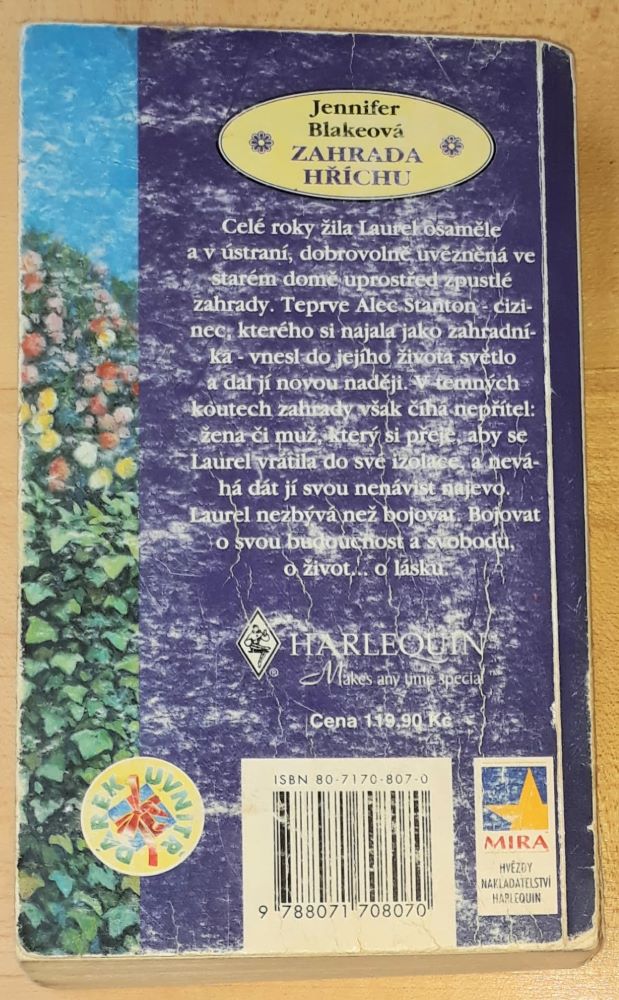 Jennifer
Blakeová
ZAHRADA
HŘÍCHU
Celé roky žila Laurel osaměle
a v ústraní, dobrovolně uvězněná ve
starém domě uprostřed zpustlé
zahrady. Teprve Alec Stanton - cizi-
nec, kterého si najala jako zahradní-
ka - vnesl do jejího života světlo
a dal jí novou naději. V temných
koutech zahrady však číhá nepřítel:
žena či muž, který si přeje, aby se
Laurel vrátila do své izolace, a nevá-
há dát jí svou nenávist najevo.
Laurel nezbývá než bojovat. Bojovat
o svou budoucnost a svobodu,
o život... o lásku.
HARLEQUIN™
®
Makes any time special™
Cena 119,90 Kč
DÁREK UVNITŘ
ISBN 80-7170-807-0
9 788071 708070
MIRA
HVĚZDY
NAKLADATELSTVÍ
HARLEQUIN